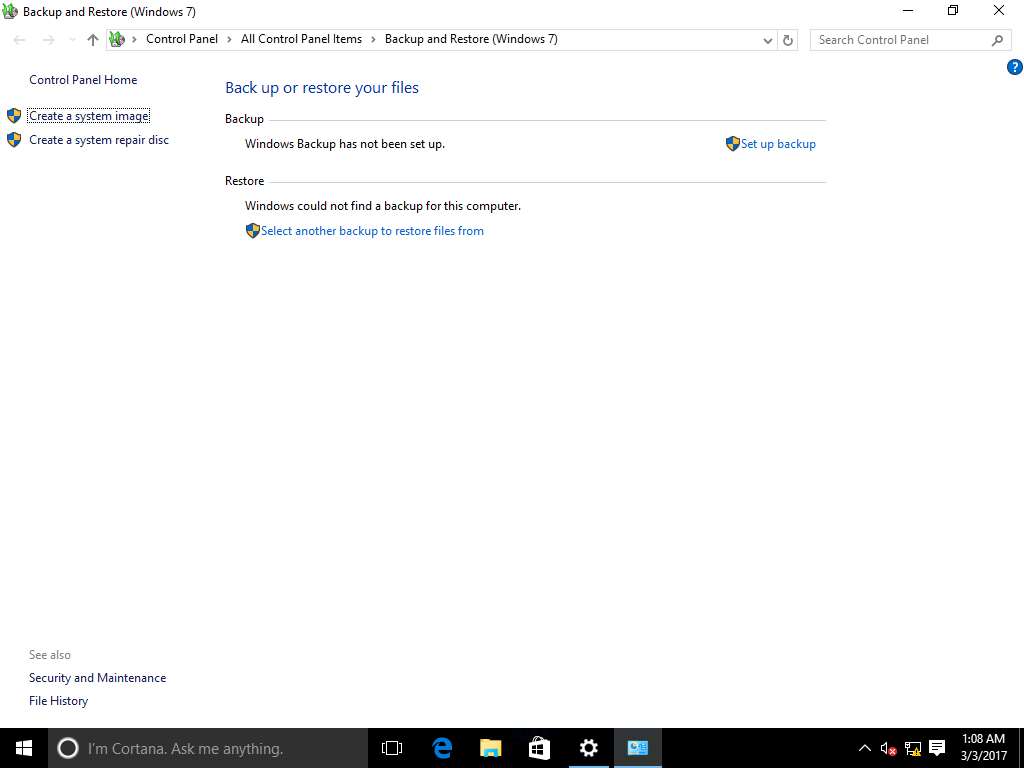 Backup and Restore (Windows 7)
Control Panel › All Control Panel Items › Backup and Restore (Windows 7)
Search Control Panel
?
Control Panel Home
Create a system image
Create a system repair disc
Back up or restore your files
Backup
Windows Backup has not been set up.
Set up backup
Restore
Windows could not find a backup for this computer.
Select another backup to restore files from
See also
Security and Maintenance
File History
I'm Cortana. Ask me anything.
1:08 AM
3/3/2017